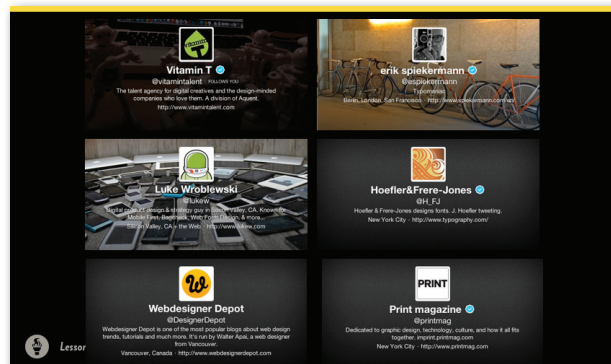 Vitamin T
@vitamintalent · FOLLOWS YOU
The talent agency for digital creatives and the design-minded
companies who love them. A division of Aquent.
http://www.vitamintalent.com
erik spiekermann
@espiekermann
Typomaniac
Berlin, London, San Francisco · http://www.spiekermann.com/en/
Luke Wroblewski
@lukew
Digital product design & strategy guy in Silicon Valley, CA. Known for
Mobile First, Bagcheck, Web Form Design, & more...
Silicon Valley, CA + the Web · http://www.lukew.com
Hoefler&Frere-Jones
@H_FJ
Hoefler & Frere-Jones designs fonts. J. Hoefler tweeting.
New York City · http://www.typography.com/
Webdesigner Depot
@DesignerDepot
Webdesigner Depot is one of the most popular blogs about web design
trends, tutorials and much more. It's run by Walter Apai, a web designer
from Vancouver.
Vancouver, Canada · http://www.webdesignerdepot.com
PRINT
Print magazine
@printmag
Dedicated to graphic design, technology, culture, and how it all fits
together. imprint.printmag.com
New York City · http://www.printmag.com
Lesson